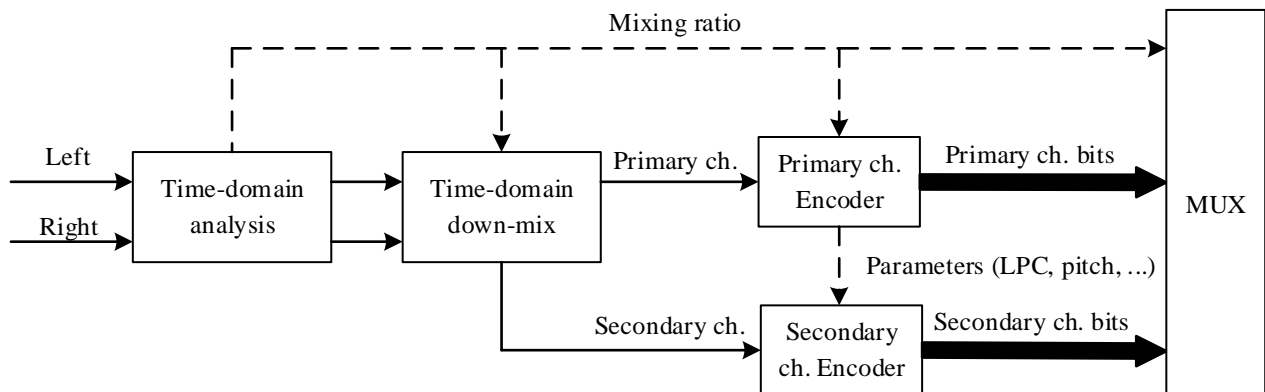 Mixing ratio
Left
Right
Time-domain
analysis
Time-domain
down-mix
Primary ch.
Primary ch.
Encoder
Primary ch. bits
MUX
Parameters (LPC, pitch, ...)
Secondary ch.
Secondary
ch. Encoder
Secondary ch. bits